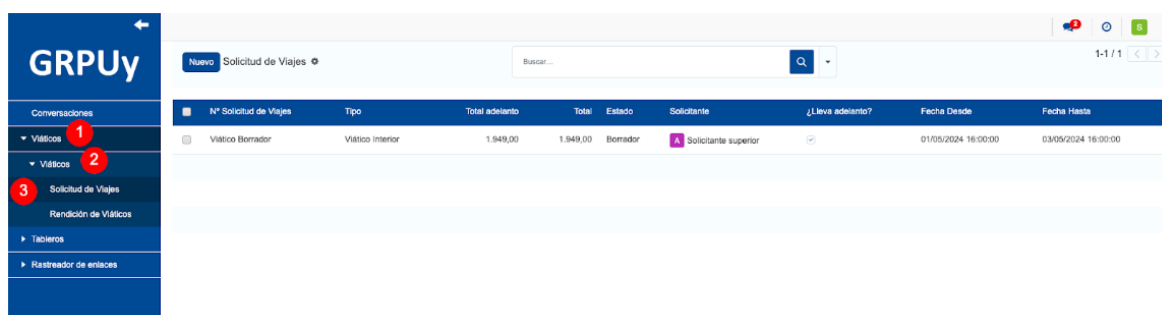 2
S
GRPUy
Nuevo Solicitud de Viajes
Buscar...
1-1 / 1
Conversaciones
Nº Solicitud de Viajes Tipo Total adelanto Total Estado Solicitante ¿Lleva adelanto? Fecha Desde Fecha Hasta
Viáticos 1
Viático Borrador Viático Interior 1.949,00 1.949,00 Borrador A Solicitante superior 01/05/2024 16:00:00 03/05/2024 16:00:00
Viáticos 2
3 Solicitud de Viajes
Rendición de Viáticos
Tableros
Rastreador de enlaces